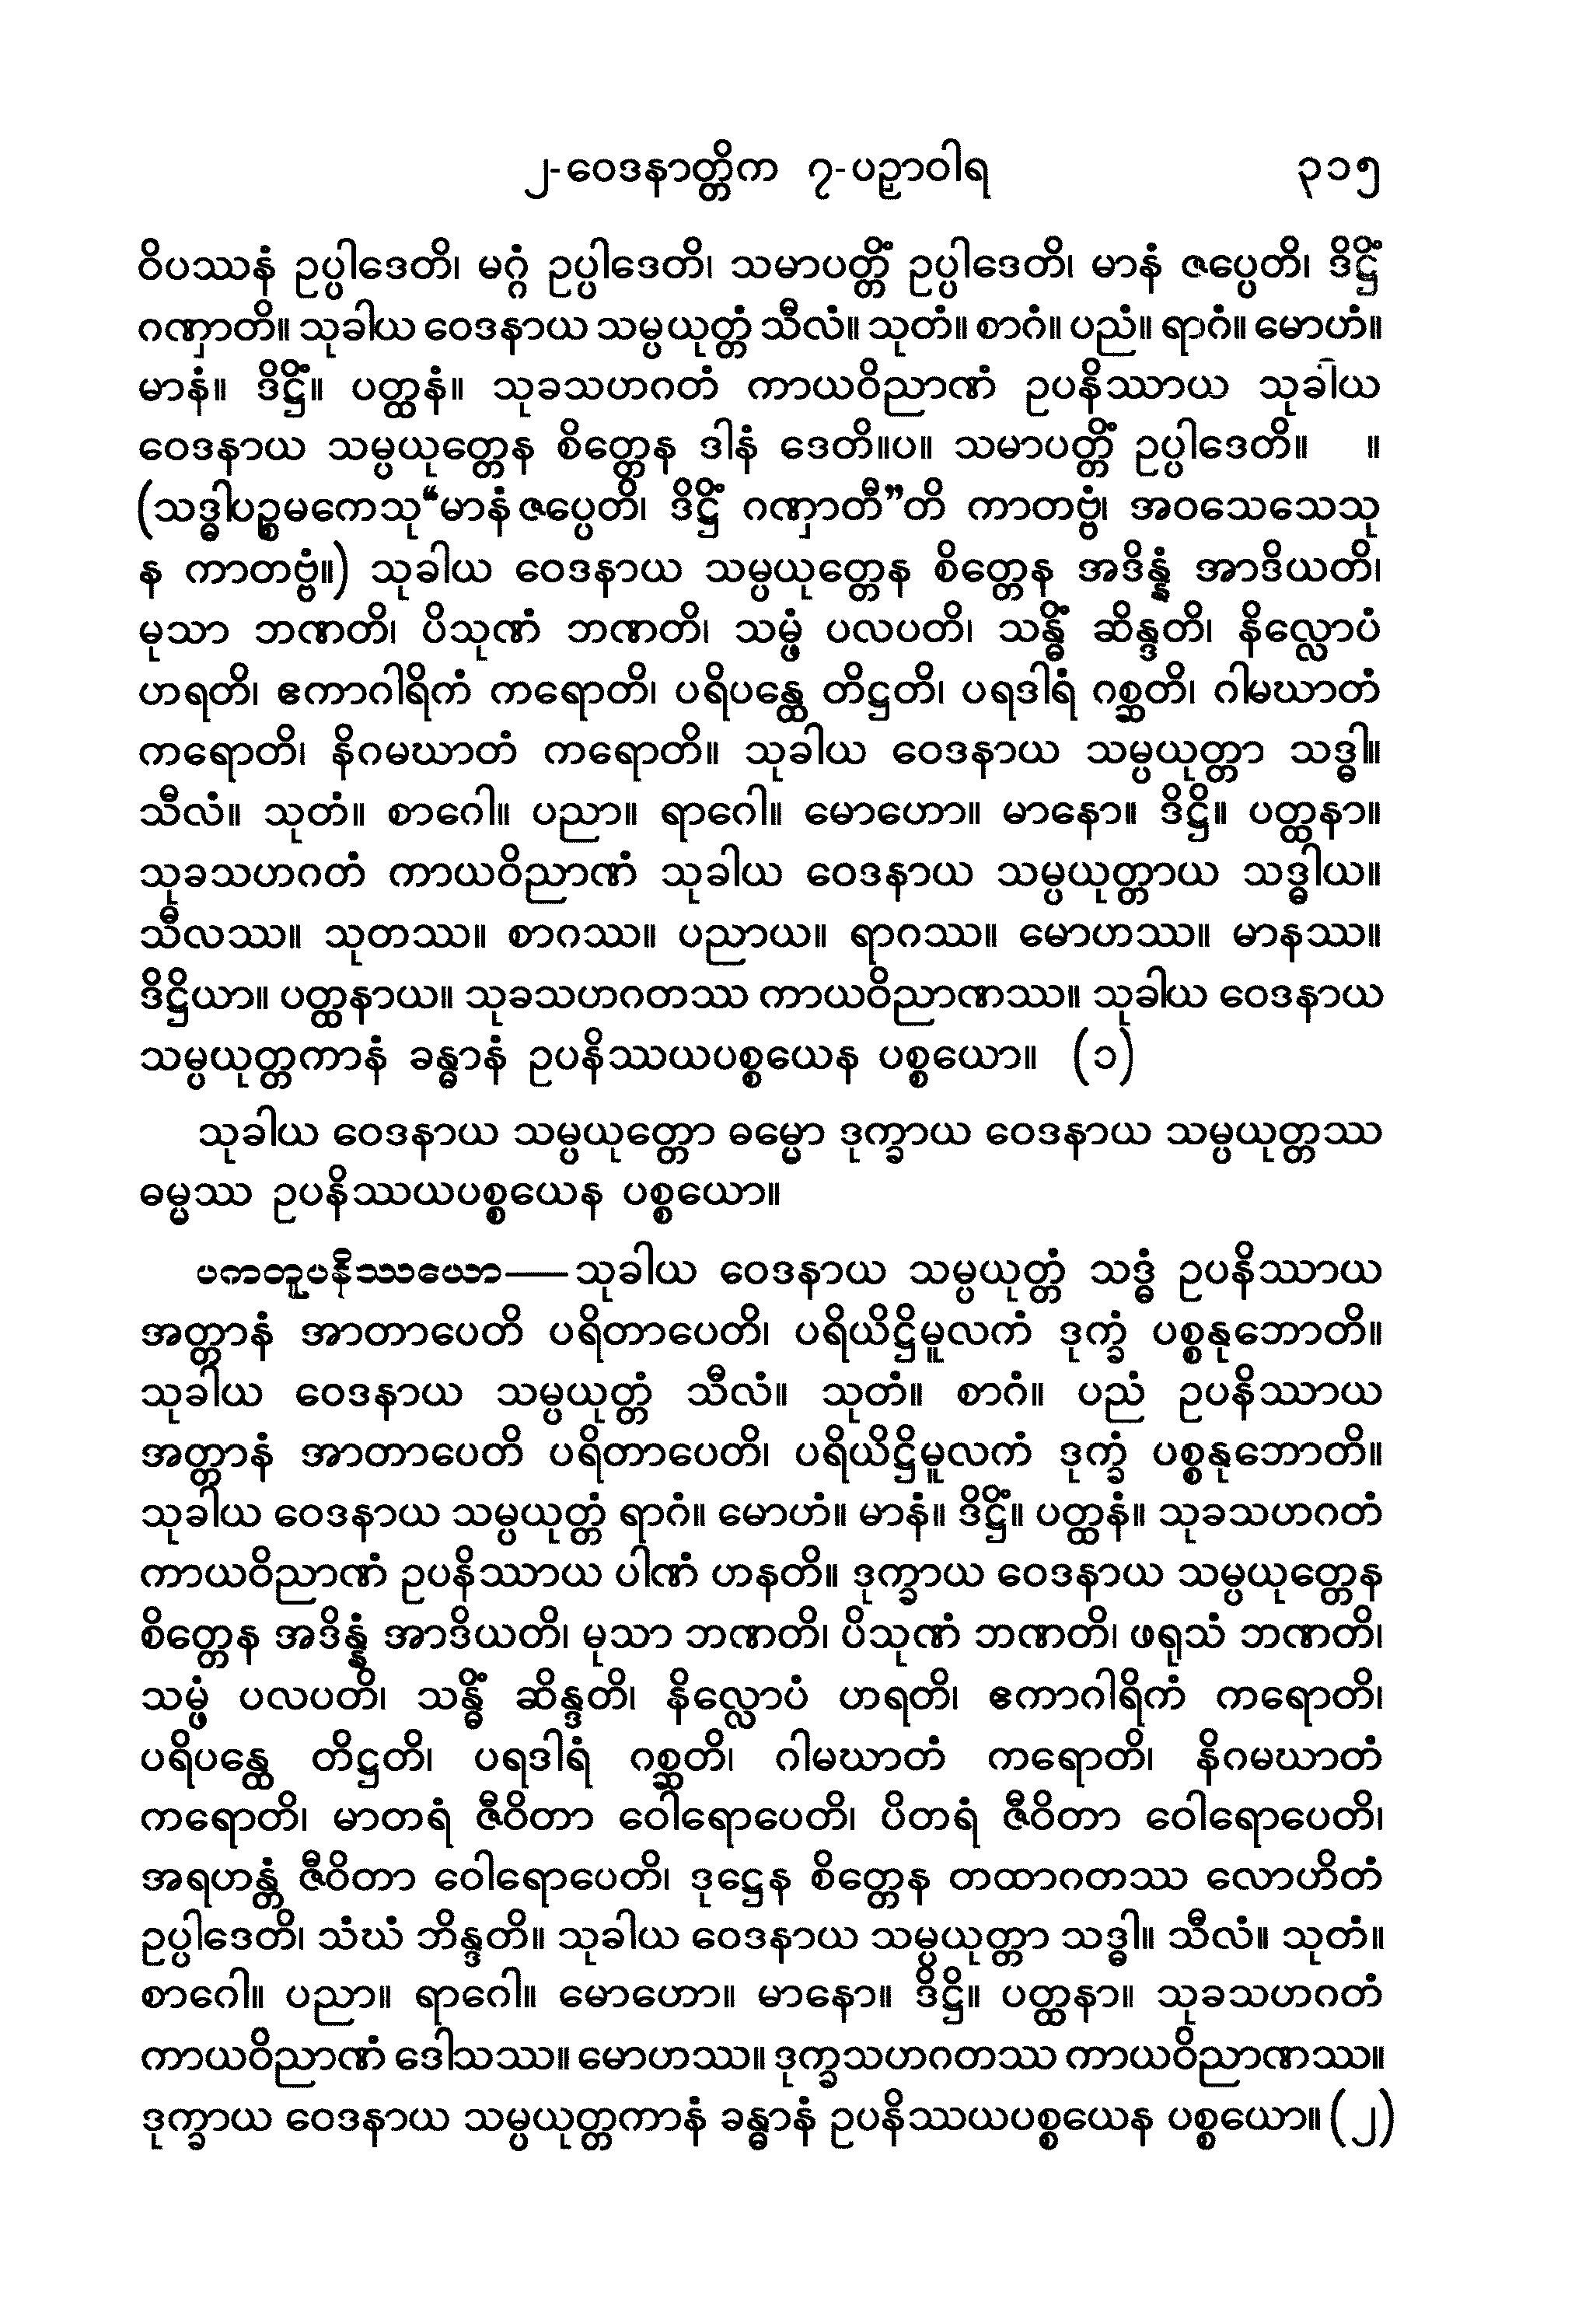 ၂-ဝေဒနာတ္တိက ၇-ပဉှာဝါရ ၃၁၅
ဝိပဿနံ ဥပ္ပါဒေတိ၊ မဂ္ဂံ ဥပ္ပါဒေတိ၊ သမာပတ္တိံ ဥပ္ပါဒေတိ၊ မာနံ ဇပ္ပေတိ၊ ဒိဋ္ဌိံ
ဂဏှာတိ။ သုခါယ ဝေဒနာယ သမ္ပယုတ္တံ သီလံ။ သုတံ။ စာဂံ။ ပညံ။ ရာဂံ။ မောဟံ။
မာနံ။ ဒိဋ္ဌိံ။ ပတ္ထနံ။ သုခသဟဂတံ ကာယဝိညာဏံ ဥပနိဿာယ သုခါယ
ဝေဒနာယ သမ္ပယုတ္တေန စိတ္တေန ဒါနံ ဒေတိ။ပ။ သမာပတ္တိံ ဥပ္ပါဒေတိ။ ။
(သဒ္ဓါပဉ္စမကေသု“မာနံ ဇပ္ပေတိ၊ ဒိဋ္ဌိံ ဂဏှာတီ”တိ ကာတဗ္ဗံ၊ အဝသေသေသု
န ကာတဗ္ဗံ။) သုခါယ ဝေဒနာယ သမ္ပယုတ္တေန စိတ္တေန အဒိန္နံ အာဒိယတိ၊
မုသာ ဘဏတိ၊ ပိသုဏံ ဘဏတိ၊ သမ္ဖံ ပလပတိ၊ သန္ဓိံ ဆိန္ဒတိ၊ နိလ္လောပံ
ဟရတိ၊ ဧကာဂါရိကံ ကရောတိ၊ ပရိပန္ထေ တိဋ္ဌတိ၊ ပရဒါရံ ဂစ္ဆတိ၊ ဂါမဃာတံ
ကရောတိ၊ နိဂမဃာတံ ကရောတိ။ သုခါယ ဝေဒနာယ သမ္ပယုတ္တာ သဒ္ဓါ။
သီလံ။ သုတံ။ စာဂေါ။ ပညာ။ ရာဂေါ။ မောဟော။ မာနော။ ဒိဋ္ဌိ။ ပတ္ထနာ။
သုခသဟဂတံ ကာယဝိညာဏံ သုခါယ ဝေဒနာယ သမ္ပယုတ္တာယ သဒ္ဓါယ။
သီလဿ။ သုတဿ။ စာဂဿ။ ပညာယ။ ရာဂဿ။ မောဟဿ။ မာနဿ။
ဒိဋ္ဌိယာ။ ပတ္ထနာယ။ သုခသဟဂတဿ ကာယဝိညာဏဿ။ သုခါယ ဝေဒနာယ
သမ္ပယုတ္တကာနံ ခန္ဓာနံ ဥပနိဿယပစ္စယေန ပစ္စယော။ (၁)
သုခါယ ဝေဒနာယ သမ္ပယုတ္တော ဓမ္မော ဒုက္ခာယ ဝေဒနာယ သမ္ပယုတ္တဿ
ဓမ္မဿ ဥပနိဿယပစ္စယေန ပစ္စယော။
ပကတူပနိဿယော—သုခါယ ဝေဒနာယ သမ္ပယုတ္တံ သဒ္ဓံ ဥပနိဿာယ
အတ္တာနံ အာတာပေတိ ပရိတာပေတိ၊ ပရိယိဋ္ဌိမူလကံ ဒုက္ခံ ပစ္စနုဘောတိ။
သုခါယ ဝေဒနာယ သမ္ပယုတ္တံ သီလံ။ သုတံ။ စာဂံ။ ပညံ ဥပနိဿာယ
အတ္တာနံ အာတာပေတိ ပရိတာပေတိ၊ ပရိယိဋ္ဌိမူလကံ ဒုက္ခံ ပစ္စနုဘောတိ။
သုခါယ ဝေဒနာယ သမ္ပယုတ္တံ ရာဂံ။ မောဟံ။ မာနံ။ ဒိဋ္ဌိံ။ ပတ္ထနံ။ သုခသဟဂတံ
ကာယဝိညာဏံ ဥပနိဿာယ ပါဏံ ဟနတိ။ ဒုက္ခာယ ဝေဒနာယ သမ္ပယုတ္တေန
စိတ္တေန အဒိန္နံ အာဒိယတိ၊ မုသာ ဘဏတိ၊ ပိသုဏံ ဘဏတိ၊ ဖရုသံ ဘဏတိ၊
သမ္ဖံ ပလပတိ၊ သန္ဓိံ ဆိန္ဒတိ၊ နိလ္လောပံ ဟရတိ၊ ဧကာဂါရိကံ ကရောတိ၊
ပရိပန္ထေ တိဋ္ဌတိ၊ ပရဒါရံ ဂစ္ဆတိ၊ ဂါမဃာတံ ကရောတိ၊ နိဂမဃာတံ
ကရောတိ၊ မာတရံ ဇီဝိတာ ဝေါရောပေတိ၊ ပိတရံ ဇီဝိတာ ဝေါရောပေတိ၊
အရဟန္တံ ဇီဝိတာ ဝေါရောပေတိ၊ ဒုဋ္ဌေန စိတ္တေန တထာဂတဿ လောဟိတံ
ဥပ္ပါဒေတိ၊ သံဃံ ဘိန္ဒတိ။ သုခါယ ဝေဒနာယ သမ္ပယုတ္တာ သဒ္ဓါ။ သီလံ။ သုတံ။
စာဂေါ။ ပညာ။ ရာဂေါ။ မောဟော။ မာနော။ ဒိဋ္ဌိ။ ပတ္ထနာ။ သုခသဟဂတံ
ကာယဝိညာဏံ ဒေါသဿ။ မောဟဿ။ ဒုက္ခသဟဂတဿ ကာယဝိညာဏဿ။
ဒုက္ခာယ ဝေဒနာယ သမ္ပယုတ္တကာနံ ခန္ဓာနံ ဥပနိဿယပစ္စယေန ပစ္စယော။ (၂)